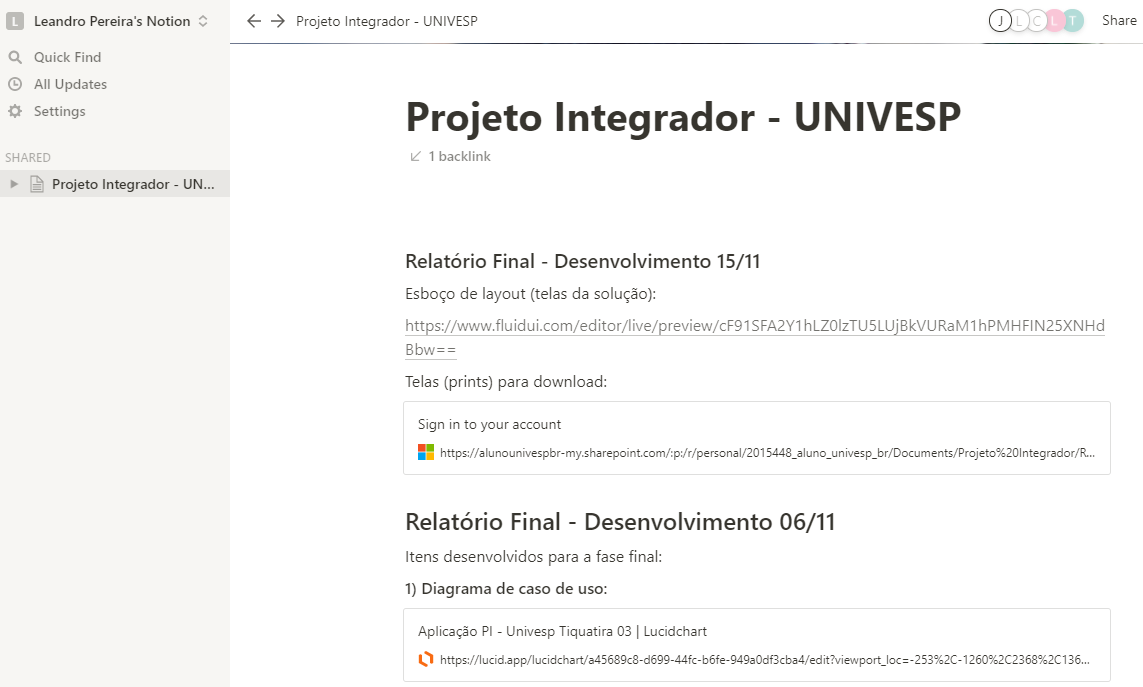 L Leandro Pereira's Notion
Projeto Integrador - UNIVESP
J L C L T Share
Quick Find
All Updates
Settings
SHARED
Projeto Integrador - UN...
Projeto Integrador - UNIVESP
1 backlink
Relatório Final - Desenvolvimento 15/11
Esboço de layout (telas da solução):
https://www.fluidui.com/editor/live/preview/cF91SFA2Y1hLZ0lzTU5LUjBkVURaM1hPMHFIN25XNHd
Bbw==
Telas (prints) para download:
Sign in to your account
https://alunounivespbr-my.sharepoint.com/:p:/r/personal/2015448_aluno_univesp_br/Documents/Projeto%20Integrador/R...
Relatório Final - Desenvolvimento 06/11
Itens desenvolvidos para a fase final:
1) Diagrama de caso de uso:
Aplicação PI - Univesp Tiquatira 03 | Lucidchart
https://lucid.app/lucidchart/a45689c8-d699-44fc-b6fe-949a0df3cba4/edit?viewport_loc=-253%2C-1260%2C2368%2C136...